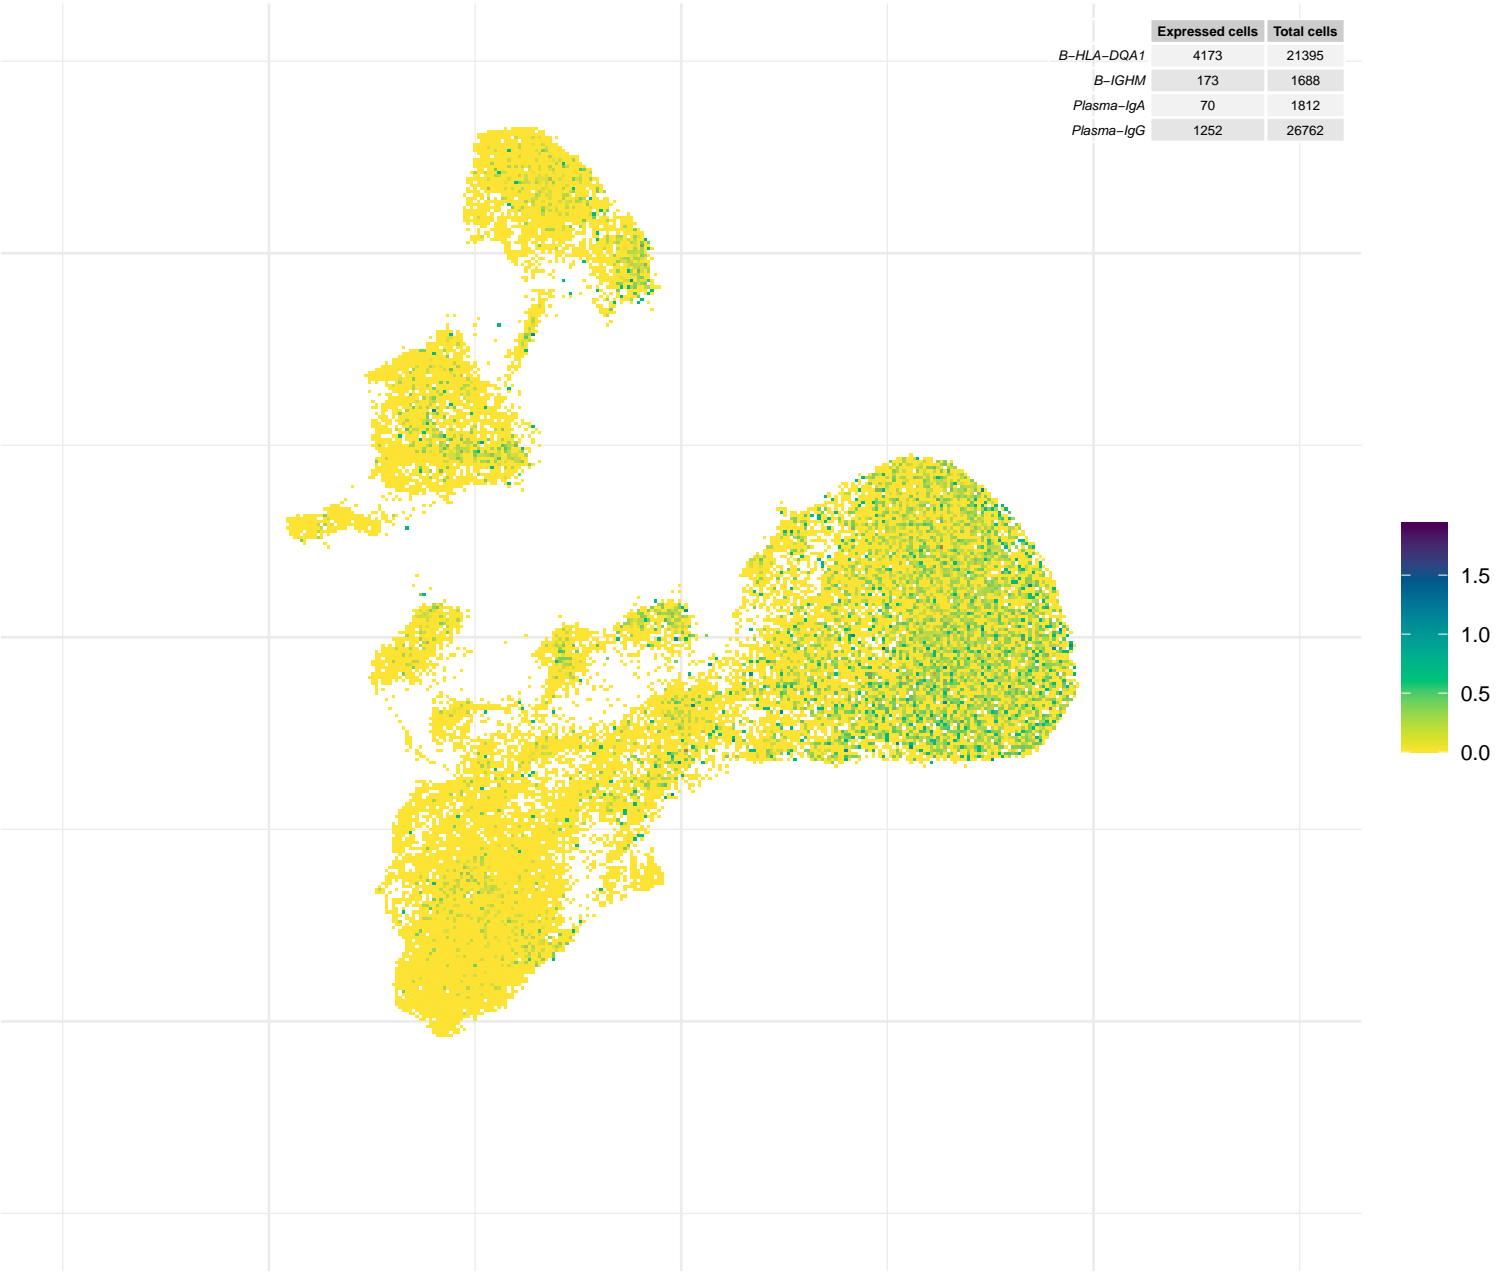 Expressed cells Total cells
B−HLA−DQA1 4173 21395
B−IGHM 173 1688
Plasma−IgA 70 1812
Plasma−IgG 1252 26762
1.5
1.0
0.5
0.0